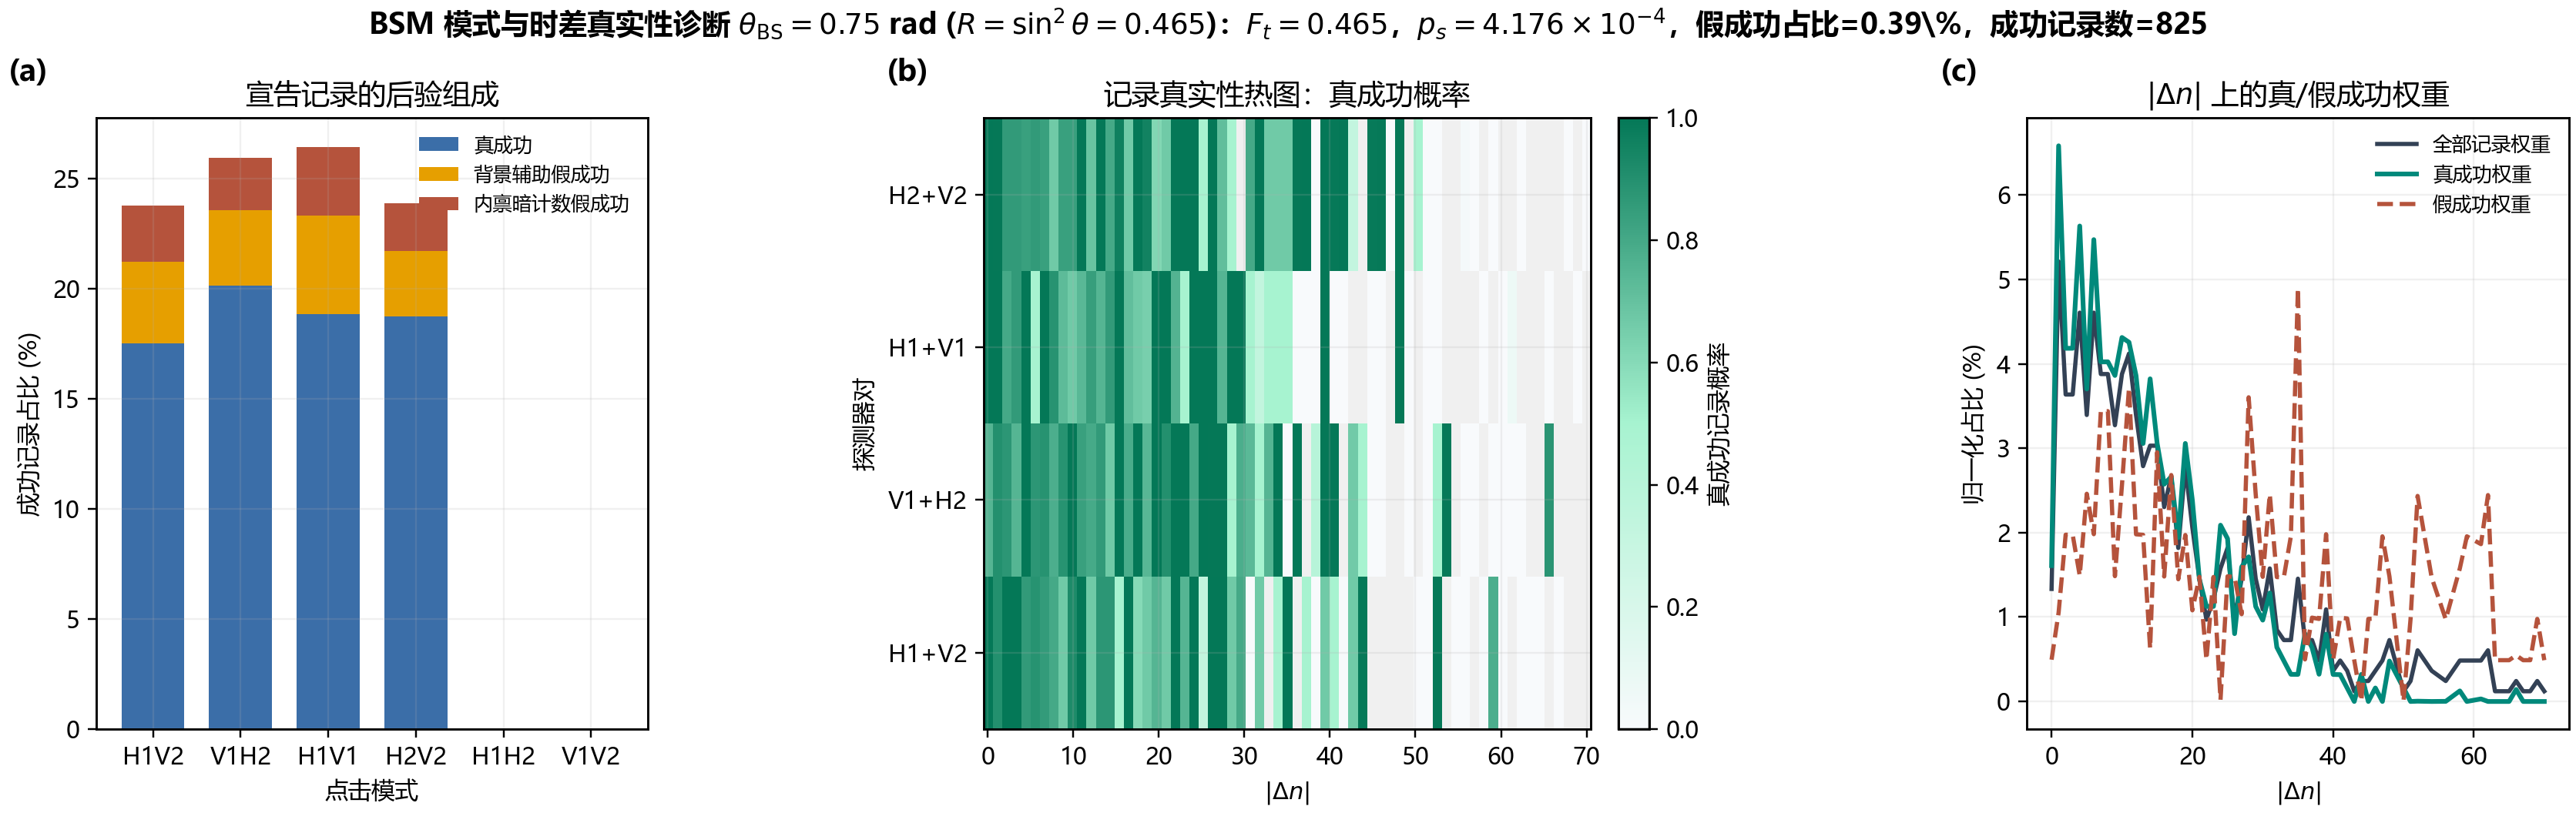 BSM 模式与时差真实性诊断 θ_BS = 0.75 rad (R = sin² θ = 0.465)：F_t = 0.465，p_s = 4.176 × 10⁻⁴，假成功占比=0.39\%，成功记录数=825
(a)
宣告记录的后验组成
真成功
背景辅助假成功
内禀暗计数假成功
成功记录占比 (%)
25
20
15
10
5
0
H1V2 V1H2 H1V1 H2V2 H1H2 V1V2
点击模式
(b)
记录真实性热图：真成功概率
探测器对
H2+V2
H1+V1
V1+H2
H1+V2
0 10 20 30 40 50 60 70
|Δn|
1.0
0.8
0.6
0.4
0.2
0.0
真成功记录概率
(c)
|Δn| 上的真/假成功权重
全部记录权重
真成功权重
假成功权重
归一化占比 (%)
6
5
4
3
2
1
0
0 20 40 60
|Δn|